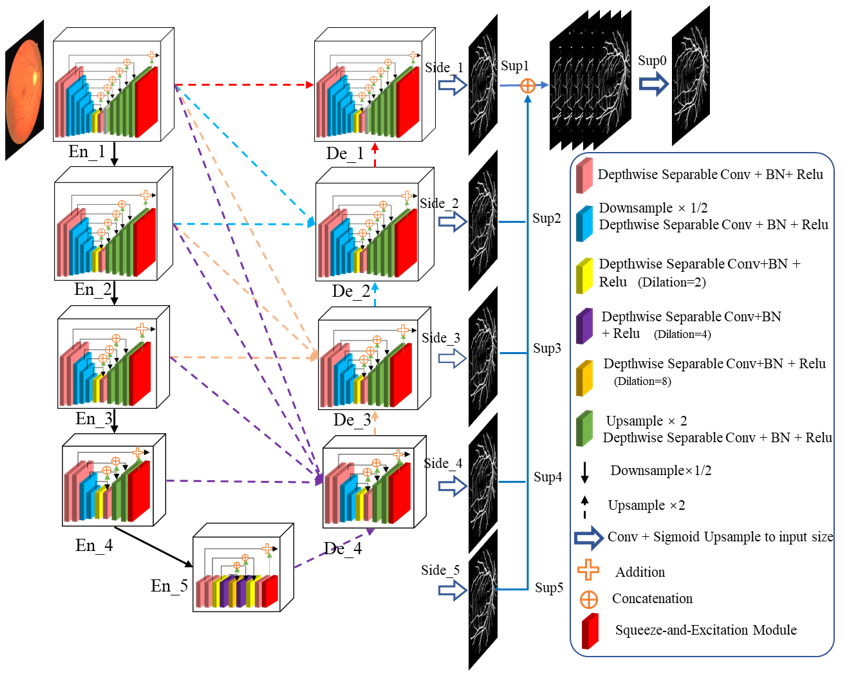 En_1
De_1
Side_1
Sup1
Sup0
En_2
De_2
Side_2
Sup2
En_3
De_3
Side_3
Sup3
En_4
De_4
Side_4
Sup4
En_5
Side_5
Sup5
Depthwise Separable Conv + BN+ Relu
Downsample × 1/2
Depthwise Separable Conv + BN + Relu
Depthwise Separable Conv+BN +
Relu (Dilation=2)
Depthwise Separable Conv+BN
+ Relu (Dilation=4)
Depthwise Separable Conv+BN + Relu
(Dilation=8)
Upsample × 2
Depthwise Separable Conv + BN + Relu
Downsample×1/2
Upsample ×2
Conv + Sigmoid Upsample to input size
Addition
Concatenation
Squeeze-and-Excitation Module